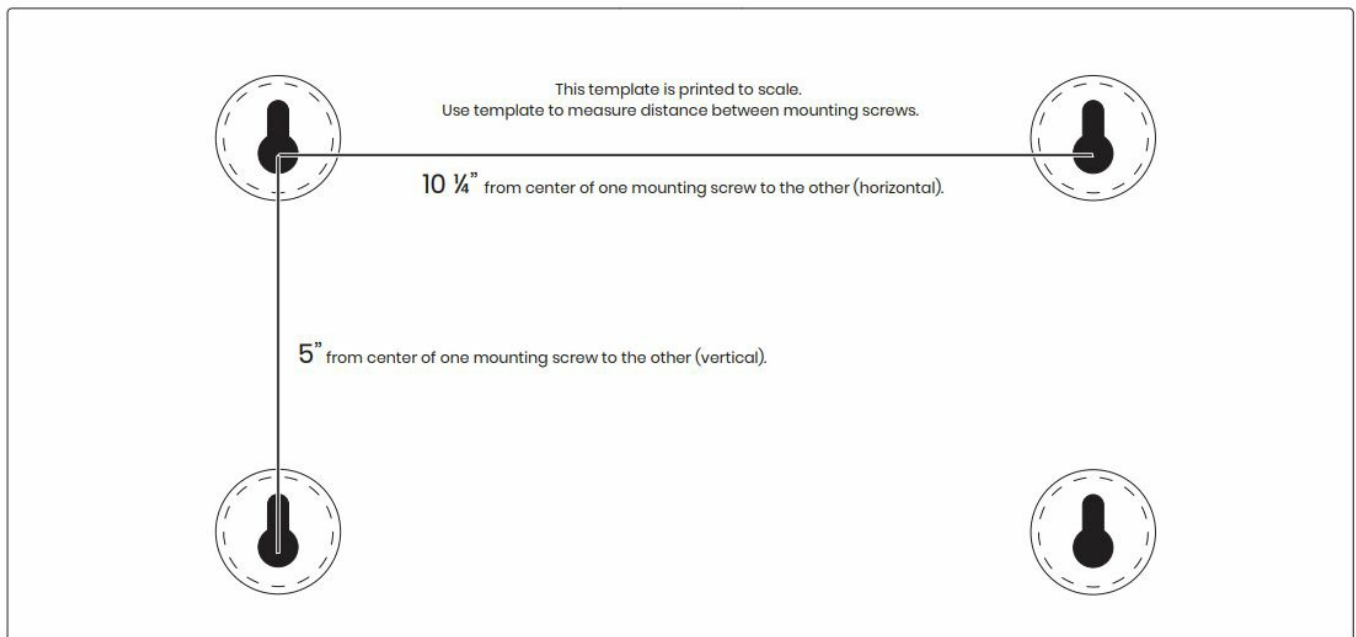 This template is printed to scale.
Use template to measure distance between mounting screws.
10 ¼” from center of one mounting screw to the other (horizontal).
5” from center of one mounting screw to the other (vertical).